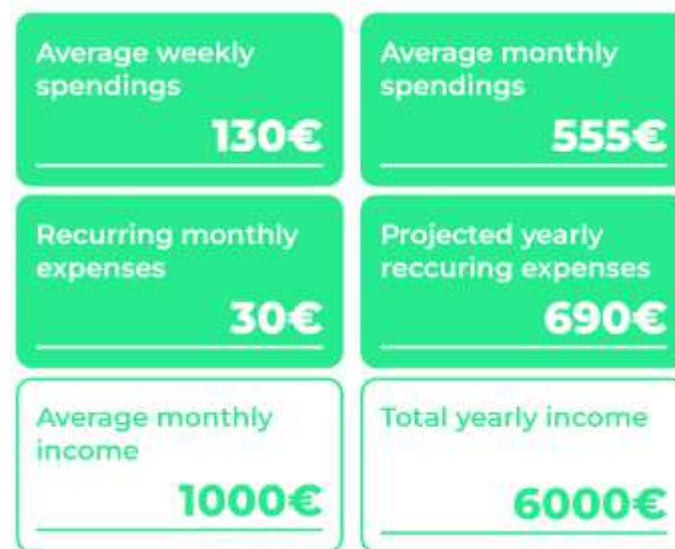 Average weekly
spendings
130€
Average monthly
spendings
555€
Recurring monthly
expenses
30€
Projected yearly
reccuring expenses
690€
Average monthly
income
1000€
Total yearly income
6000€